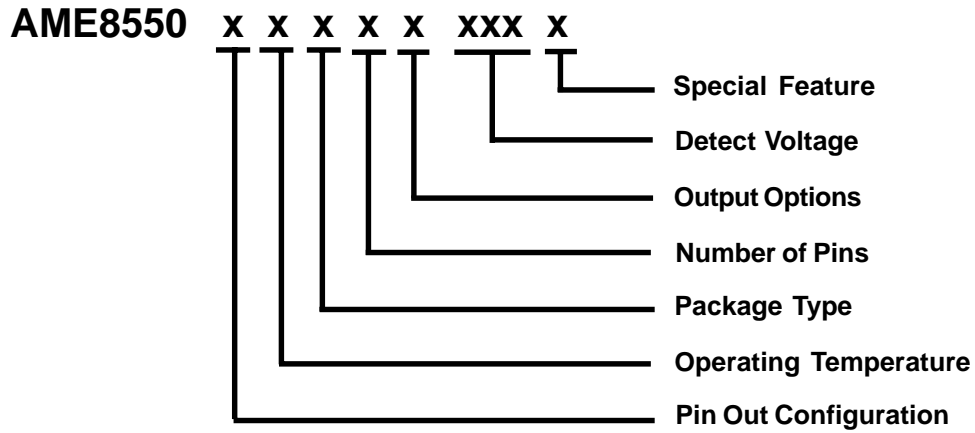 AME8550 x x x x x xxx x
Special Feature
Detect Voltage
Output Options
Number of Pins
Package Type
Operating Temperature
Pin Out Configuration